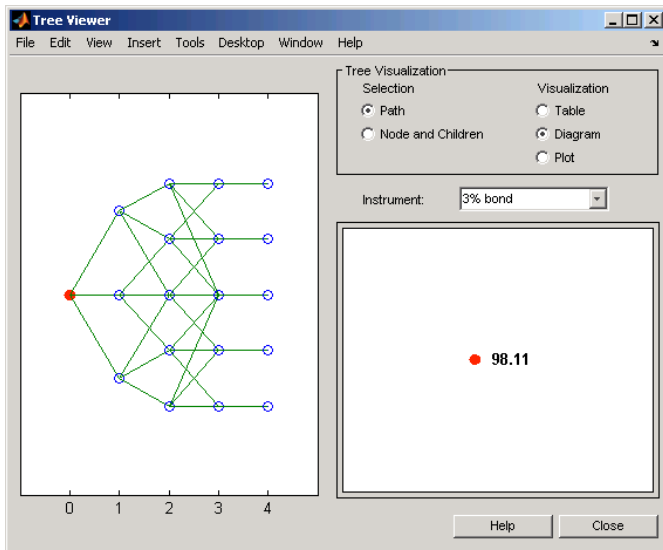 Tree Viewer
File Edit View Insert Tools Desktop Window Help
Tree Visualization
Selection
Path
Node and Children
Visualization
Table
Diagram
Plot
Instrument: 3% bond
98.11
0 1 2 3 4
Help Close